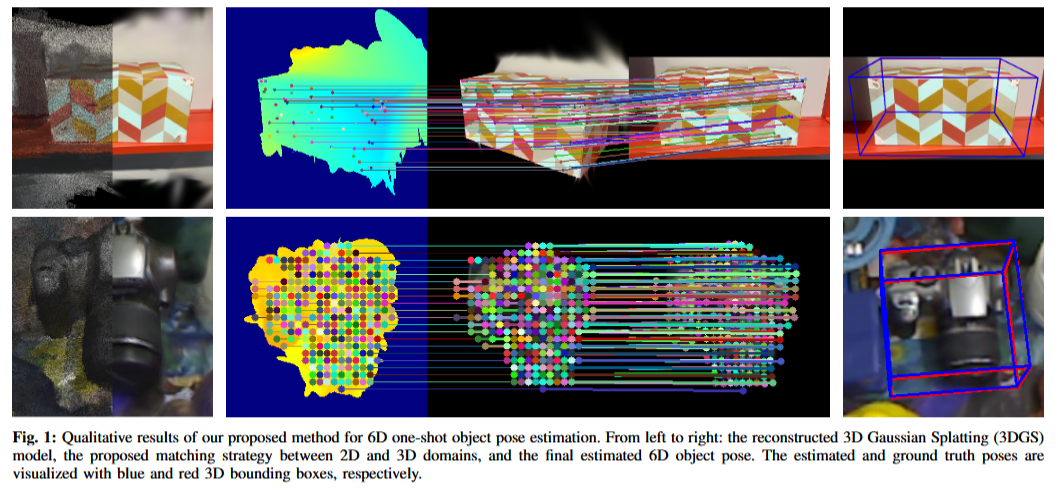 Fig. 1: Qualitative results of our proposed method for 6D one-shot object pose estimation. From left to right: the reconstructed 3D Gaussian Splatting (3DGS)
model, the proposed matching strategy between 2D and 3D domains, and the final estimated 6D object pose. The estimated and ground truth poses are
visualized with blue and red 3D bounding boxes, respectively.